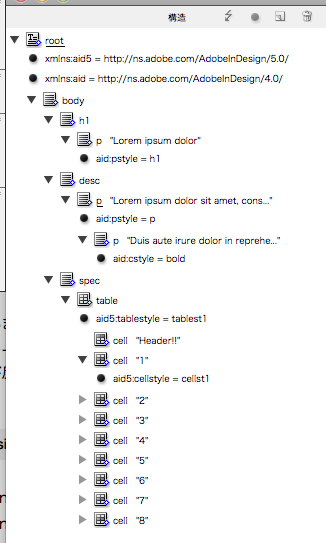 構造
root
xmlns:aid5 = http://ns.adobe.com/AdobeInDesign/5.0/
xmlns:aid = http://ns.adobe.com/AdobeInDesign/4.0/
body
h1
p "Lorem ipsum dolor"
aid:pstyle = h1
desc
p "Lorem ipsum dolor sit amet, cons..."
aid:pstyle = p
p "Duis aute irure dolor in reprehe..."
aid:cstyle = bold
spec
table
aid5:tablestyle = tablest1
cell "Header!!"
cell "1"
aid5:cellstyle = cellst1
cell "2"
cell "3"
cell "4"
cell "5"
cell "6"
cell "7"
cell "8"